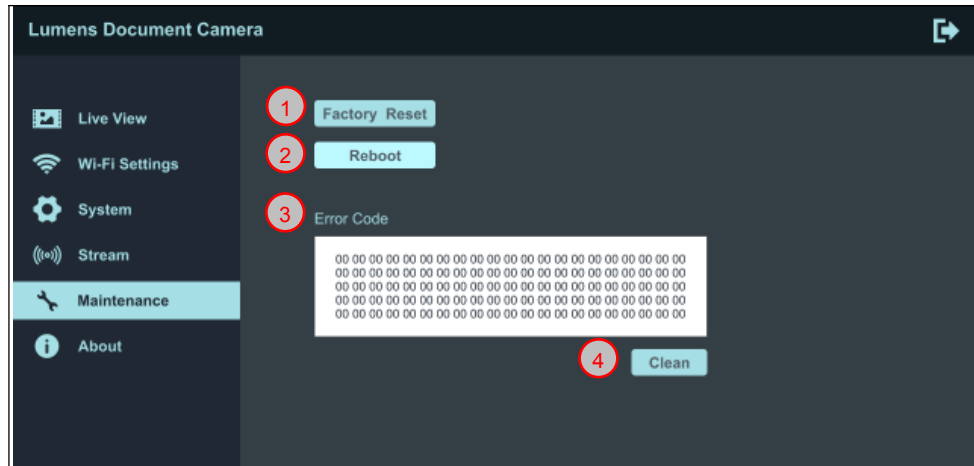 Lumens Document Camera
Live View
Wi-Fi Settings
System
Stream
Maintenance
About
1
Factory Reset
2
Reboot
3
Error Code
00 00 00 00 00 00 00 00 00 00 00 00 00 00 00 00 00 00 00 00 00
00 00 00 00 00 00 00 00 00 00 00 00 00 00 00 00 00 00 00 00 00
00 00 00 00 00 00 00 00 00 00 00 00 00 00 00 00 00 00 00 00 00
00 00 00 00 00 00 00 00 00 00 00 00 00 00 00 00 00 00 00 00 00
00 00 00 00 00 00 00 00 00 00 00 00 00 00 00 00 00 00 00 00 00
4
Clean